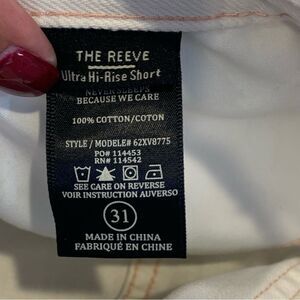 THE REEVE
Ultra Hi-Rise Short
NEVER SLEEPS
BECAUSE WE CARE
100% COTTON/COTON
STYLE / MODELE# 62XV8775
PO# 114453
RN# 114542
SEE CARE ON REVERSE
VOIR INSTRUCTION AUVERSO
31
MADE IN CHINA
FABRIQUÉ EN CHINE